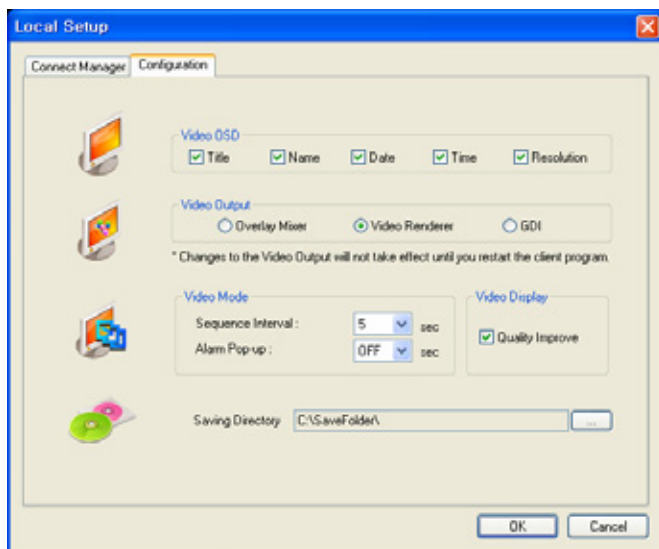 Local Setup
Connect Manager Configuration
Video OSD
Title Name Date Time Resolution
Video Output
Overlay Mixer Video Renderer GDI
* Changes to the Video Output will not take effect until you restart the client program.
Video Mode
Sequence Interval : 5 sec
Alarm Pop-up : OFF sec
Video Display
Quality Improve
Saving Directory C:\SaveFolder\ ...
OK Cancel